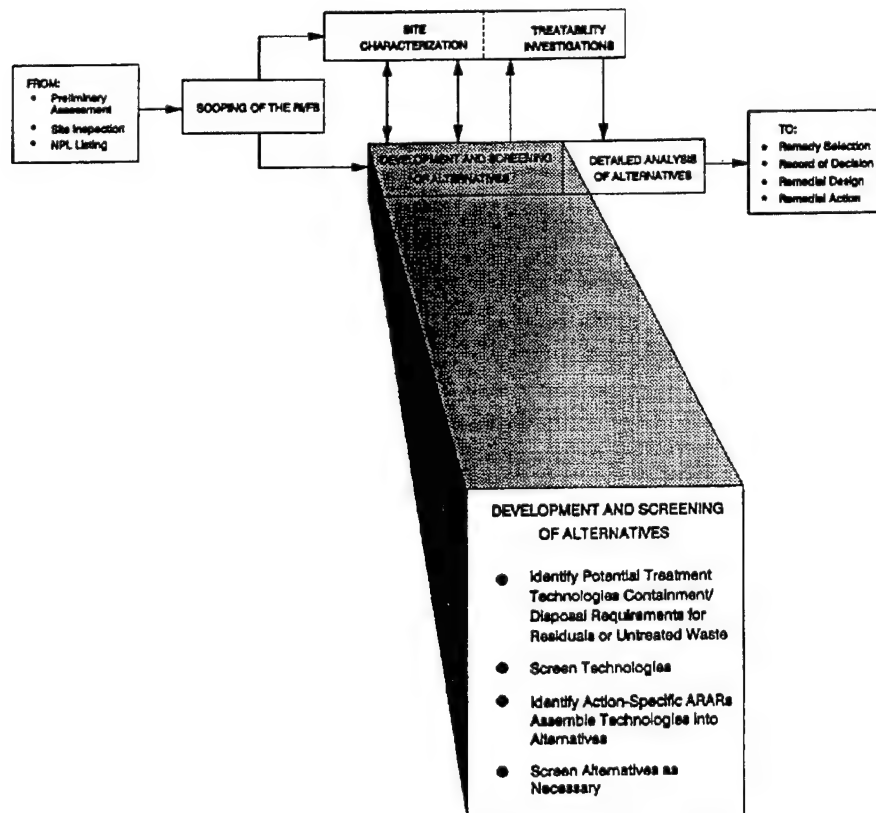 SITE
CHARACTERIZATION
TREATABILITY
INVESTIGATIONS
FROM:
• Preliminary
Assessment
• Site Inspection
• NPL Listing
SCOPING OF THE RI/FS
DEVELOPMENT AND SCREENING
OF ALTERNATIVES
DETAILED ANALYSIS
OF ALTERNATIVES
TO:
• Remedy Selection
• Record of Decision
• Remedial Design
• Remedial Action
DEVELOPMENT AND SCREENING
OF ALTERNATIVES
• Identify Potential Treatment
Technologies Containment/
Disposal Requirements for
Residuals or Untreated Waste
• Screen Technologies
• Identify Action-Specific ARARs
Assemble Technologies into
Alternatives
• Screen Alternatives as
Necessary